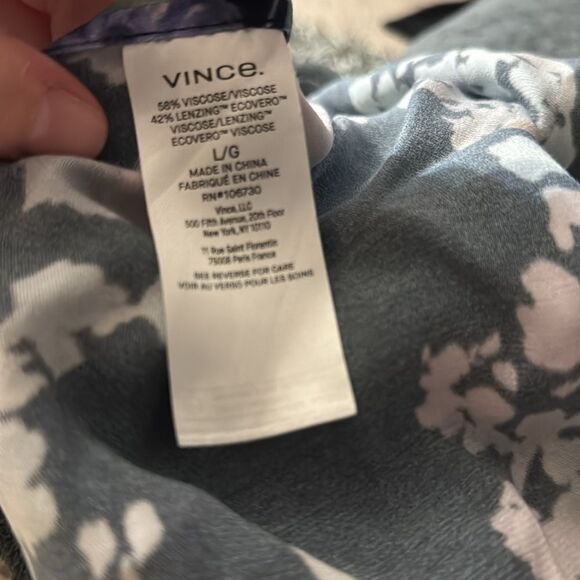 VINCe.
58% VISCOSE/VISCOSE
42% LENZING™ ECOVERO™
VISCOSE/LENZING™
ECOVERO™ VISCOSE
L/G
MADE IN CHINA
FABRIQUÉ EN CHINE
RN#106730
Vince, LLC
500 Fifth Avenue, 20th Floor
New York, NY 10110
11 Rue Saint Florentin
75008 Paris France
SEE REVERSE FOR CARE
VOIR AU VERSO POUR LES SOINS